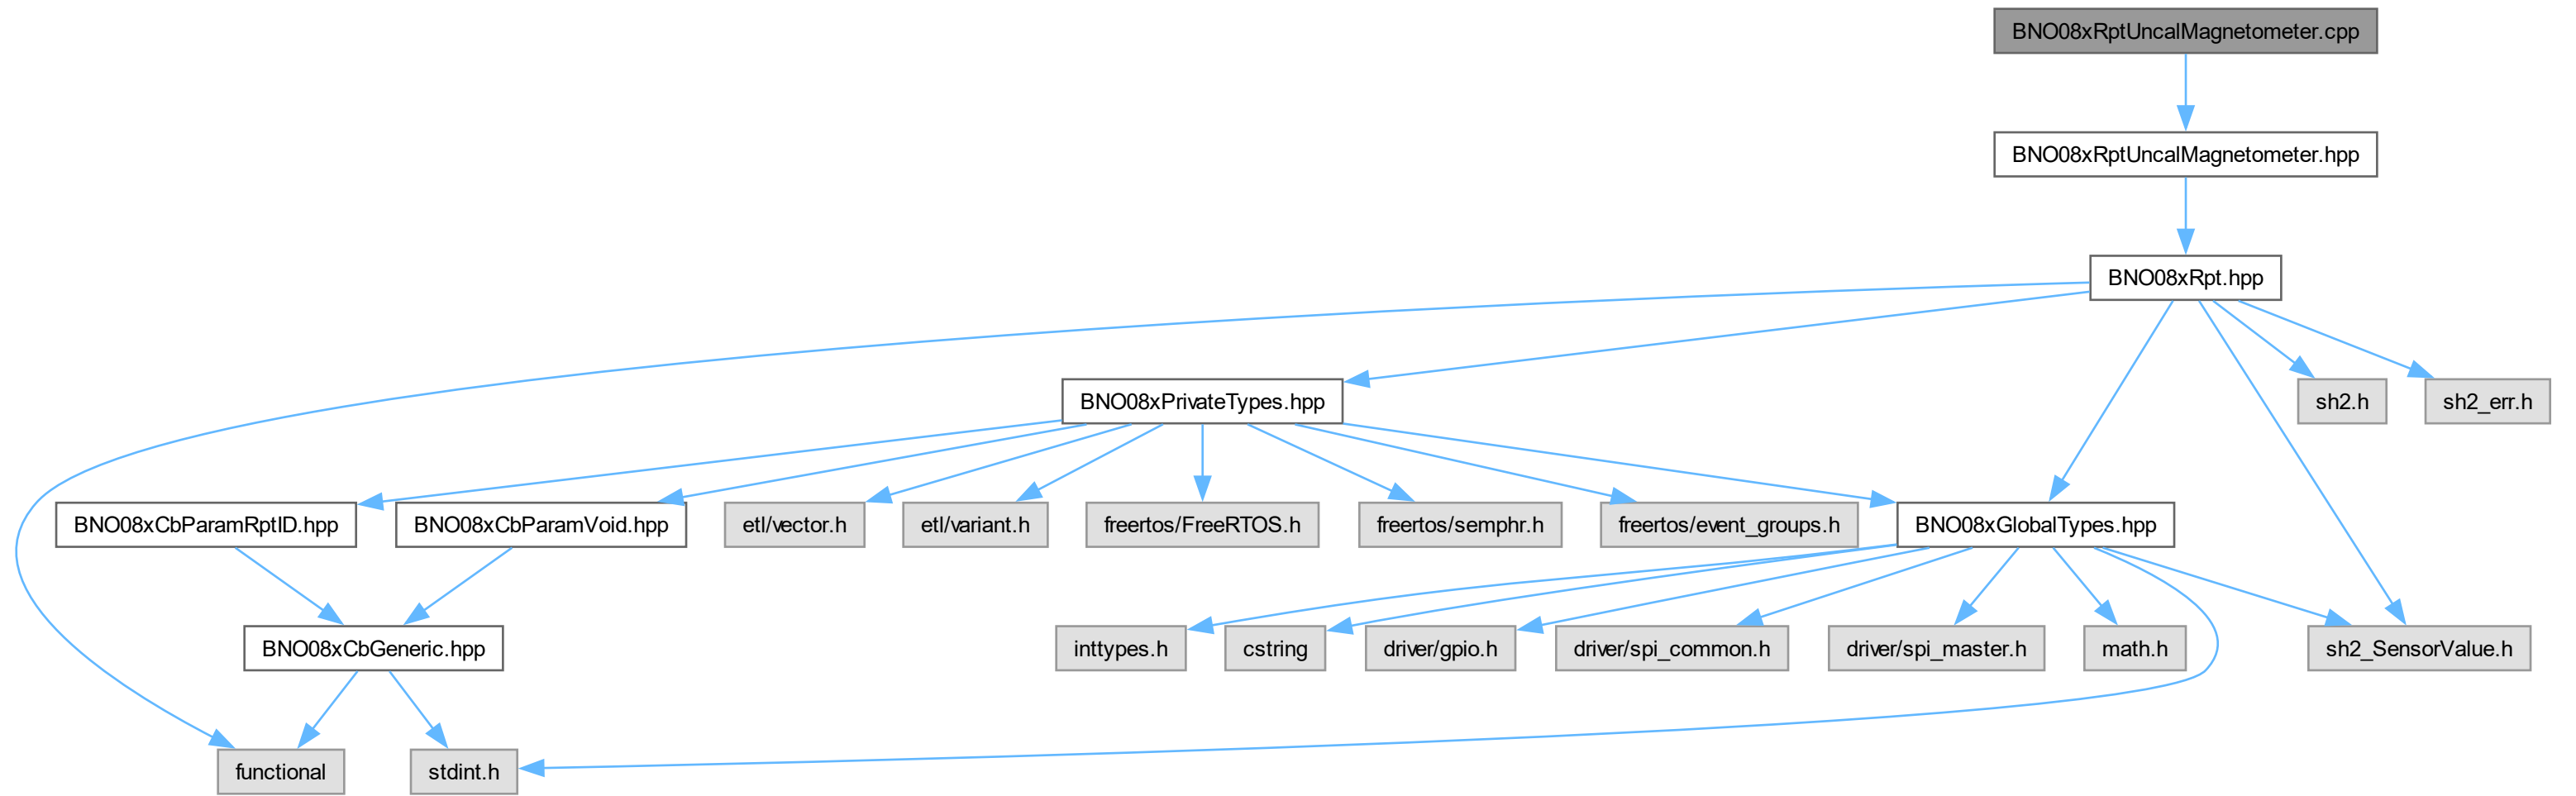 BNO08xRptUncalMagnetometer.cpp
BNO08xRptUncalMagnetometer.hpp
BNO08xRpt.hpp
BNO08xPrivateTypes.hpp
sh2.h
sh2_err.h
BNO08xCbParamRptID.hpp
BNO08xCbParamVoid.hpp
etl/vector.h
etl/variant.h
freertos/FreeRTOS.h
freertos/semphr.h
freertos/event_groups.h
BNO08xGlobalTypes.hpp
BNO08xCbGeneric.hpp
inttypes.h
cstring
driver/gpio.h
driver/spi_common.h
driver/spi_master.h
math.h
sh2_SensorValue.h
functional
stdint.h